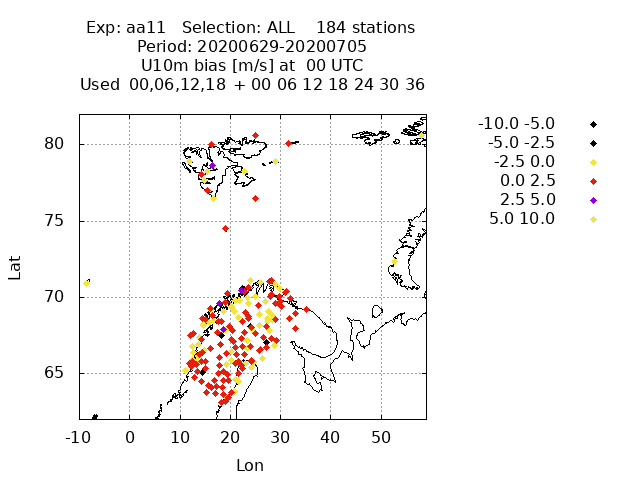 Exp: aa11 Selection: ALL 184 stations
Period: 20200629-20200705
U10m bias [m/s] at 00 UTC
Used 00,06,12,18 + 00 06 12 18 24 30 36
-10.0 -5.0
-5.0 -2.5
-2.5 0.0
0.0 2.5
2.5 5.0
5.0 10.0
80
75
70
65
Lat
-10 0 10 20 30 40 50
Lon